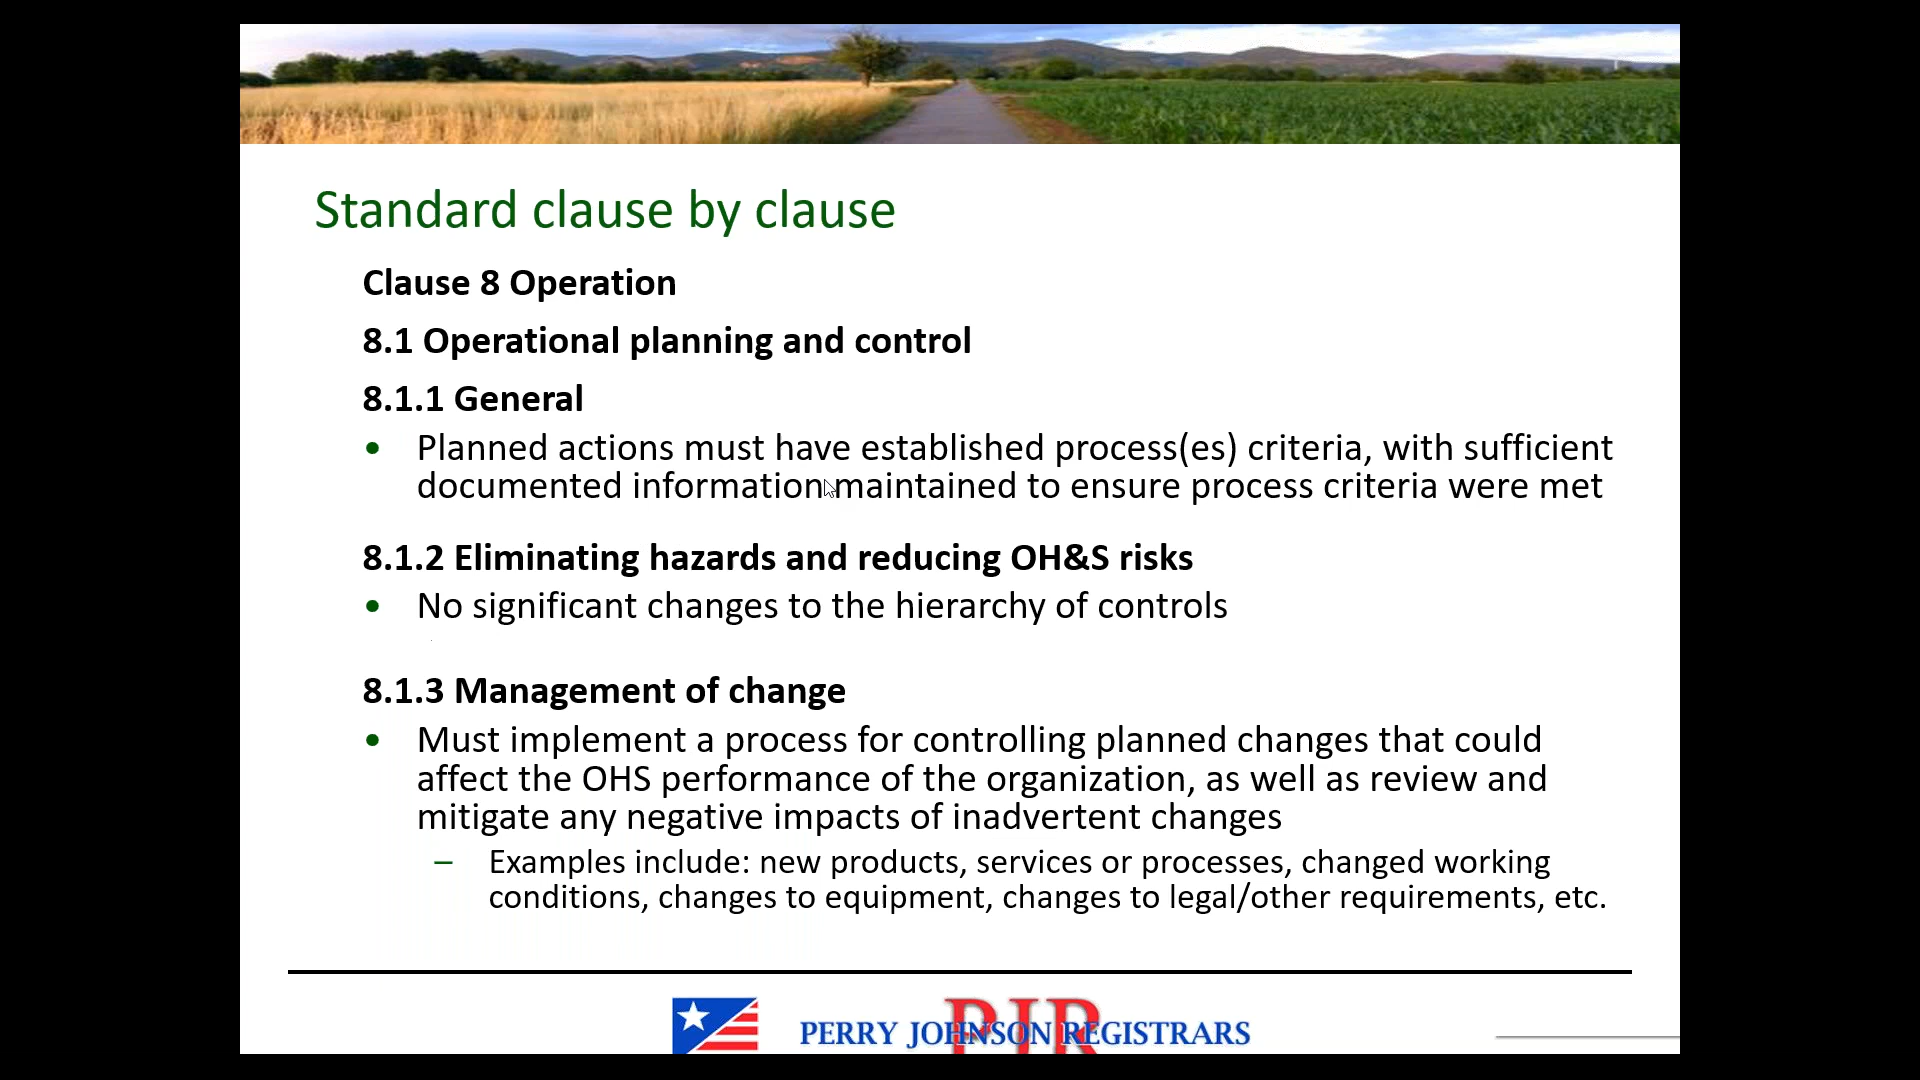 Standard clause by clause
Clause 8 Operation
8.1 Operational planning and control
8.1.1 General
• Planned actions must have established process(es) criteria, with sufficient
documented information maintained to ensure process criteria were met
8.1.2 Eliminating hazards and reducing OH&S risks
• No significant changes to the hierarchy of controls
8.1.3 Management of change
• Must implement a process for controlling planned changes that could
affect the OHS performance of the organization, as well as review and
mitigate any negative impacts of inadvertent changes
– Examples include: new products, services or processes, changed working
conditions, changes to equipment, changes to legal/other requirements, etc.
PJR
PERRY JOHNSON REGISTRARS